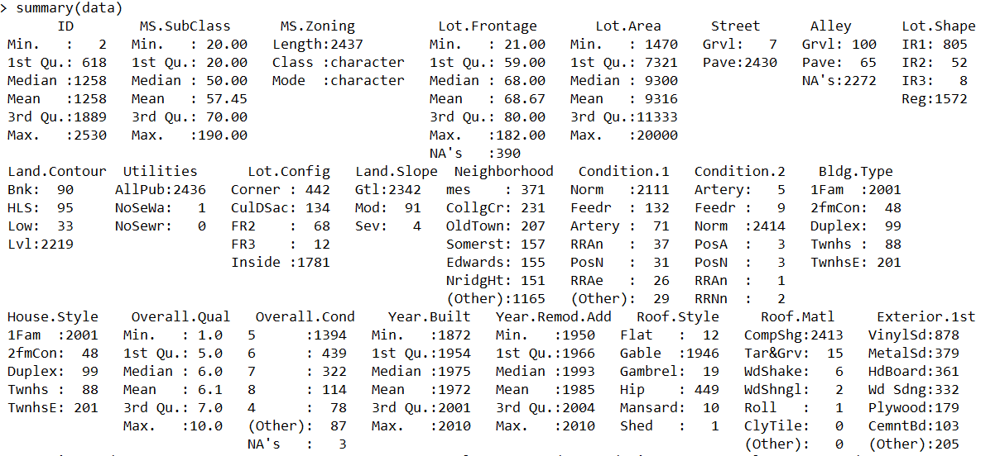 > summary(data)
       ID         MS.SubClass       MS.Zoning          Lot.Frontage       Lot.Area      Street       Alley      Lot.Shape
 Min.   :   2   Min.   : 20.00   Length:2437        Min.   : 21.00   Min.   : 1470   Grvl:   7   Grvl: 100   IR1: 805
 1st Qu.: 618   1st Qu.: 20.00   Class :character   1st Qu.: 59.00   1st Qu.: 7321   Pave:2430   Pave:  65   IR2:  52
 Median :1258   Median : 50.00   Mode  :character   Median : 68.00   Median : 9300               NA's:2272   IR3:   8
 Mean   :1258   Mean   : 57.45                      Mean   : 68.67   Mean   : 9316                           Reg:1572
 3rd Qu.:1889   3rd Qu.: 70.00                      3rd Qu.: 80.00   3rd Qu.:11333
 Max.   :2530   Max.   :190.00                      Max.   :182.00   Max.   :20000
                                                    NA's   :390
 Land.Contour  Utilities      Lot.Config   Land.Slope  Neighborhood   Condition.1   Condition.2    Bldg.Type
 Bnk:  90     AllPub:2436   Corner : 442   Gtl:2342   mes    : 371   Norm   :2111   Artery:   5   1Fam  :2001
 HLS:  95     NoSeWa:   1   CulDSac: 134   Mod:  91   CollgCr: 231   Feedr  : 132   Feedr :   9   2fmCon:  48
 Low:  33     NoSewr:   0   FR2    :  68   Sev:   4   OldTown: 207   Artery :  71   Norm  :2414   Duplex:  99
 Lvl:2219                   FR3    :  12              Somerst: 157   RRAn   :  37   PosA  :   3   Twnhs :  88
                            Inside :1781              Edwards: 155   PosN   :  31   PosN  :   3   TwnhsE: 201
                                                      NridgHt: 151   RRAe   :  26   RRAn  :   1
                                                      (Other):1165   (Other):  29   RRNn  :   2
 House.Style    Overall.Qual   Overall.Cond    Year.Built   Year.Remod.Add   Roof.Style     Roof.Matl     Exterior.1st
 1Fam  :2001   Min.   : 1.0   5      :1394   Min.   :1872   Min.   :1950   Flat   :  12   CompShg:2413   VinylSd:878
 2fmCon:  48   1st Qu.: 5.0   6      : 439   1st Qu.:1954   1st Qu.:1966   Gable  :1946   Tar&Grv:  15   MetalSd:379
 Duplex:  99   Median : 6.0   7      : 322   Median :1975   Median :1993   Gambrel:  19   WdShake:   6   HdBoard:361
 Twnhs :  88   Mean   : 6.1   8      : 114   Mean   :1972   Mean   :1985   Hip    : 449   WdShngl:   2   Wd Sdng:332
 TwnhsE: 201   3rd Qu.: 7.0   4      :  78   3rd Qu.:2001   3rd Qu.:2004   Mansard:  10   Roll   :   1   Plywood:179
               Max.   :10.0   (Other):  87   Max.   :2010   Max.   :2010   Shed   :   1   ClyTile:   0   CemntBd:103
                              NA's   :   3                                                (Other):   0   (Other):205